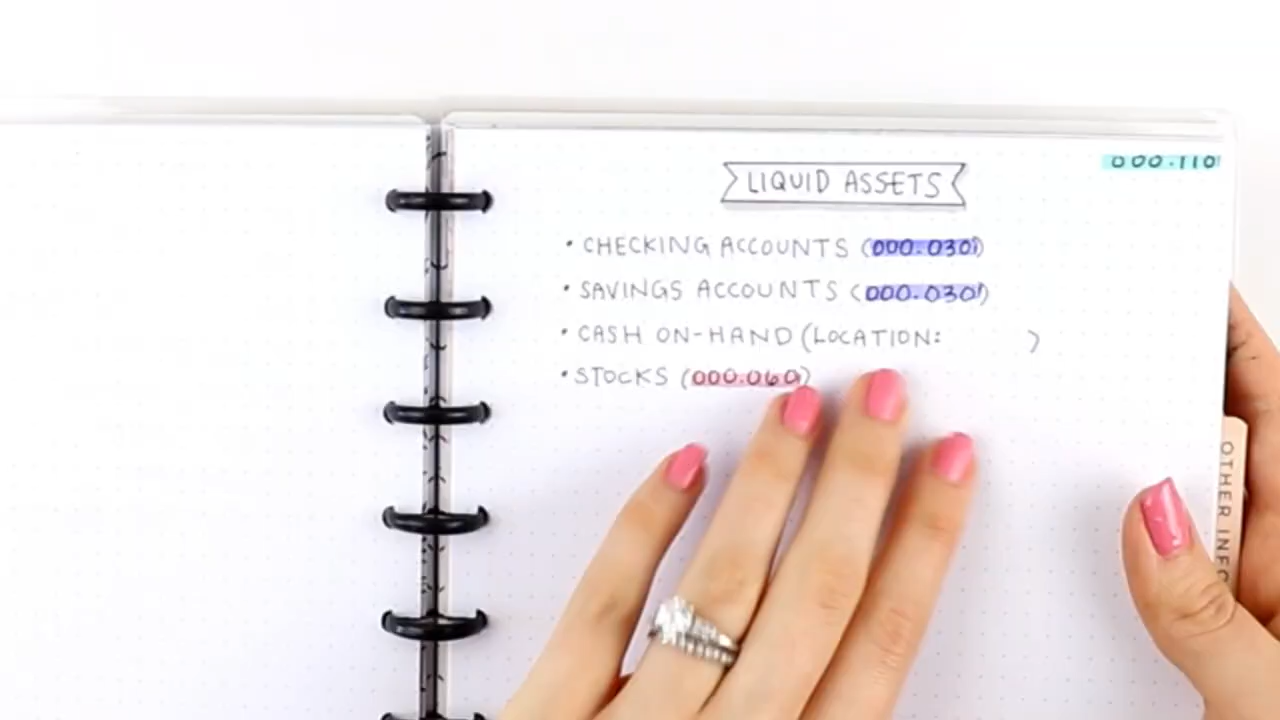 000.110
LIQUID ASSETS
• CHECKING ACCOUNTS (000.030)
• SAVINGS ACCOUNTS (000.030)
• CASH ON-HAND (LOCATION: )
• STOCKS (000.060)
OTHER INFO